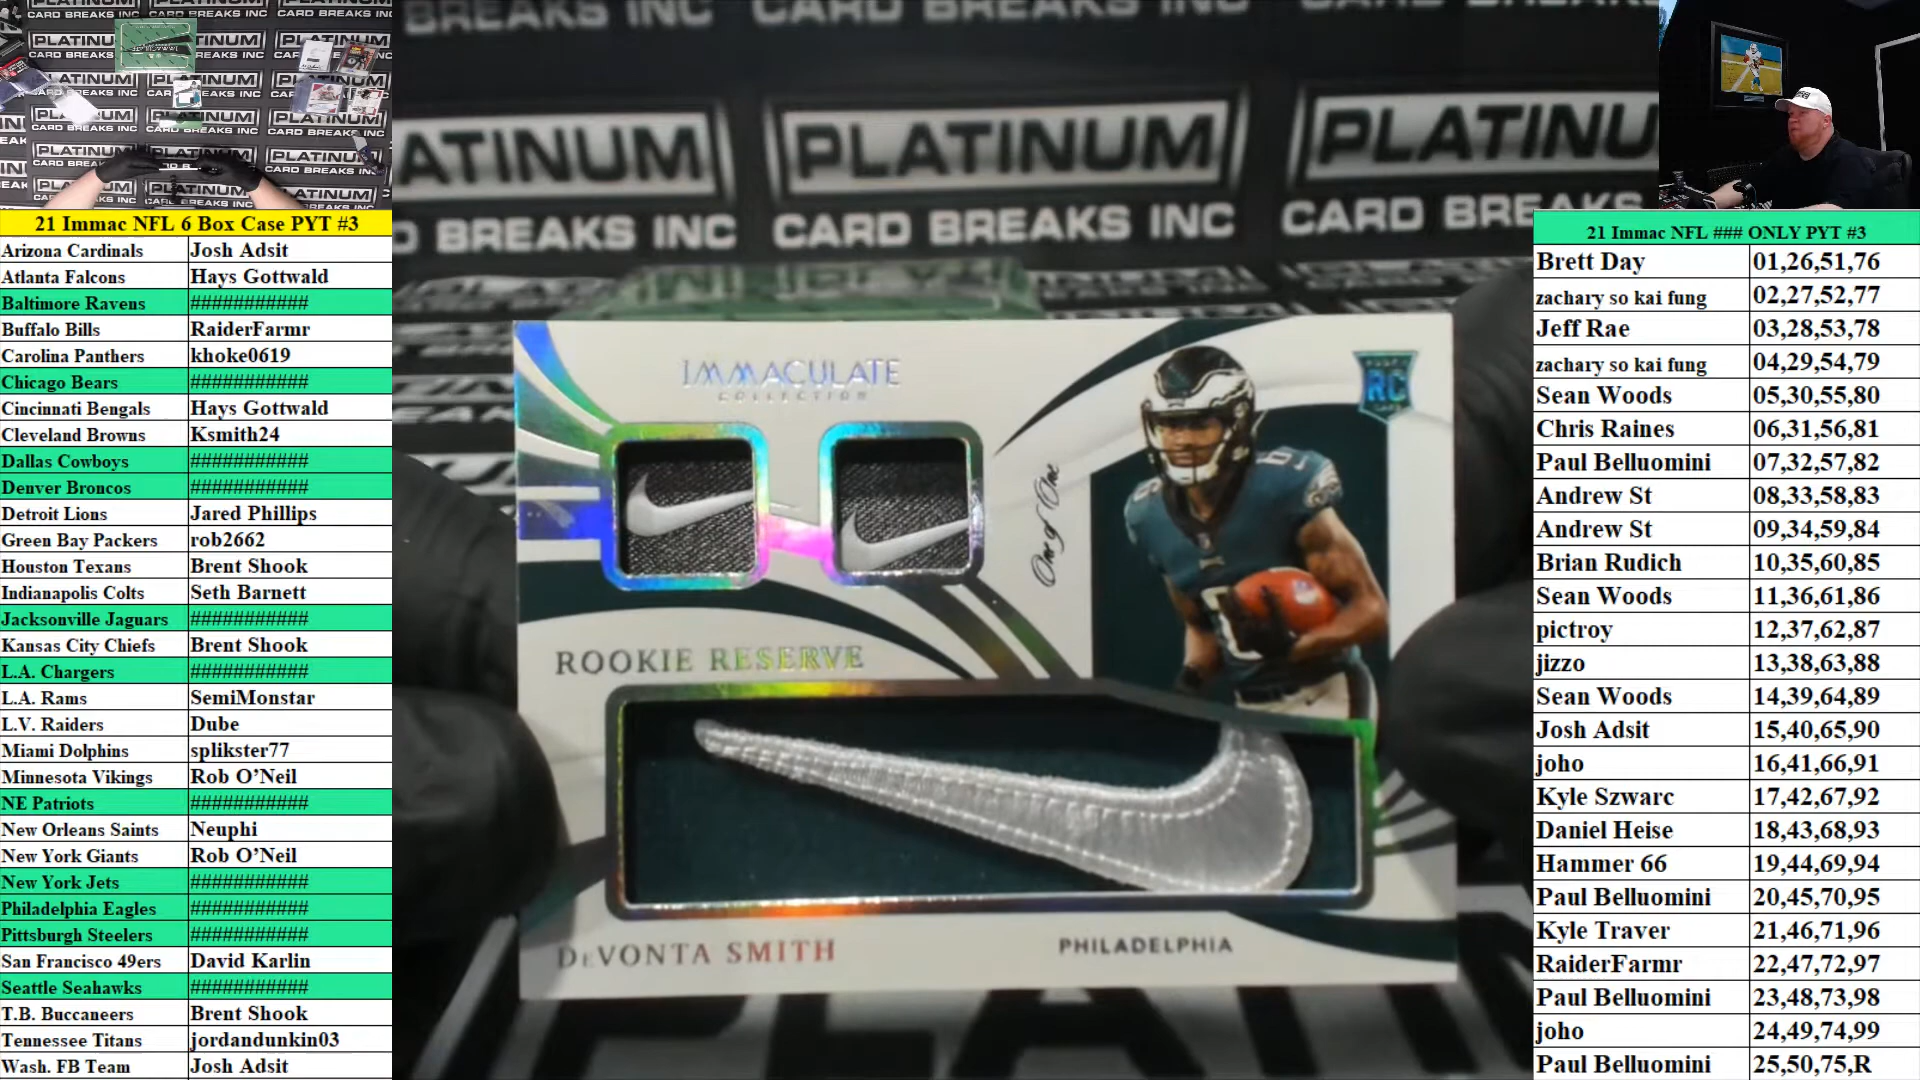 21 Immac NFL 6 Box Case PYT #3
Arizona Cardinals Josh Adsit
Atlanta Falcons Hays Gottwald
Baltimore Ravens ###########
Buffalo Bills RaiderFarmr
Carolina Panthers khoke0619
Chicago Bears ###########
Cincinnati Bengals Hays Gottwald
Cleveland Browns Ksmith24
Dallas Cowboys ###########
Denver Broncos ###########
Detroit Lions Jared Phillips
Green Bay Packers rob2662
Houston Texans Brent Shook
Indianapolis Colts Seth Barnett
Jacksonville Jaguars ###########
Kansas City Chiefs Brent Shook
L.A. Chargers ###########
L.A. Rams SemiMonstar
L.V. Raiders Dube
Miami Dolphins splikster77
Minnesota Vikings Rob O’Neil
NE Patriots ###########
New Orleans Saints Neuphi
New York Giants Rob O’Neil
New York Jets ###########
Philadelphia Eagles ###########
Pittsburgh Steelers ###########
San Francisco 49ers David Karlin
Seattle Seahawks ###########
T.B. Buccaneers Brent Shook
Tennessee Titans jordandunkin03
Wash. FB Team Josh Adsit
PLATINUM
CARD BREAKS INC
IMMACULATE
COLLECTION
RC
One of One
ROOKIE RESERVE
DeVONTA SMITH
PHILADELPHIA
21 Immac NFL ### ONLY PYT #3
Brett Day 01,26,51,76
zachary so kai fung 02,27,52,77
Jeff Rae 03,28,53,78
zachary so kai fung 04,29,54,79
Sean Woods 05,30,55,80
Chris Raines 06,31,56,81
Paul Belluomini 07,32,57,82
Andrew St 08,33,58,83
Andrew St 09,34,59,84
Brian Rudich 10,35,60,85
Sean Woods 11,36,61,86
pictroy 12,37,62,87
jizzo 13,38,63,88
Sean Woods 14,39,64,89
Josh Adsit 15,40,65,90
joho 16,41,66,91
Kyle Szwarc 17,42,67,92
Daniel Heise 18,43,68,93
Hammer 66 19,44,69,94
Paul Belluomini 20,45,70,95
Kyle Traver 21,46,71,96
RaiderFarmr 22,47,72,97
Paul Belluomini 23,48,73,98
joho 24,49,74,99
Paul Belluomini 25,50,75,R